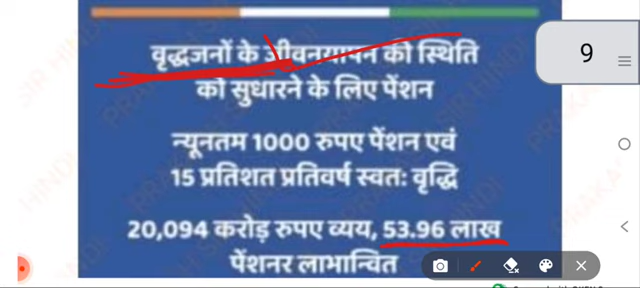 वृद्धजनों के जीवनयापन की स्थिति
को सुधारने के लिए पेंशन
न्यूनतम 1000 रुपए पेंशन एवं
15 प्रतिशत प्रतिवर्ष स्वत: वृद्धि
20,094 करोड़ रुपए व्यय, 53.96 लाख
पेंशनर लाभान्वित
9